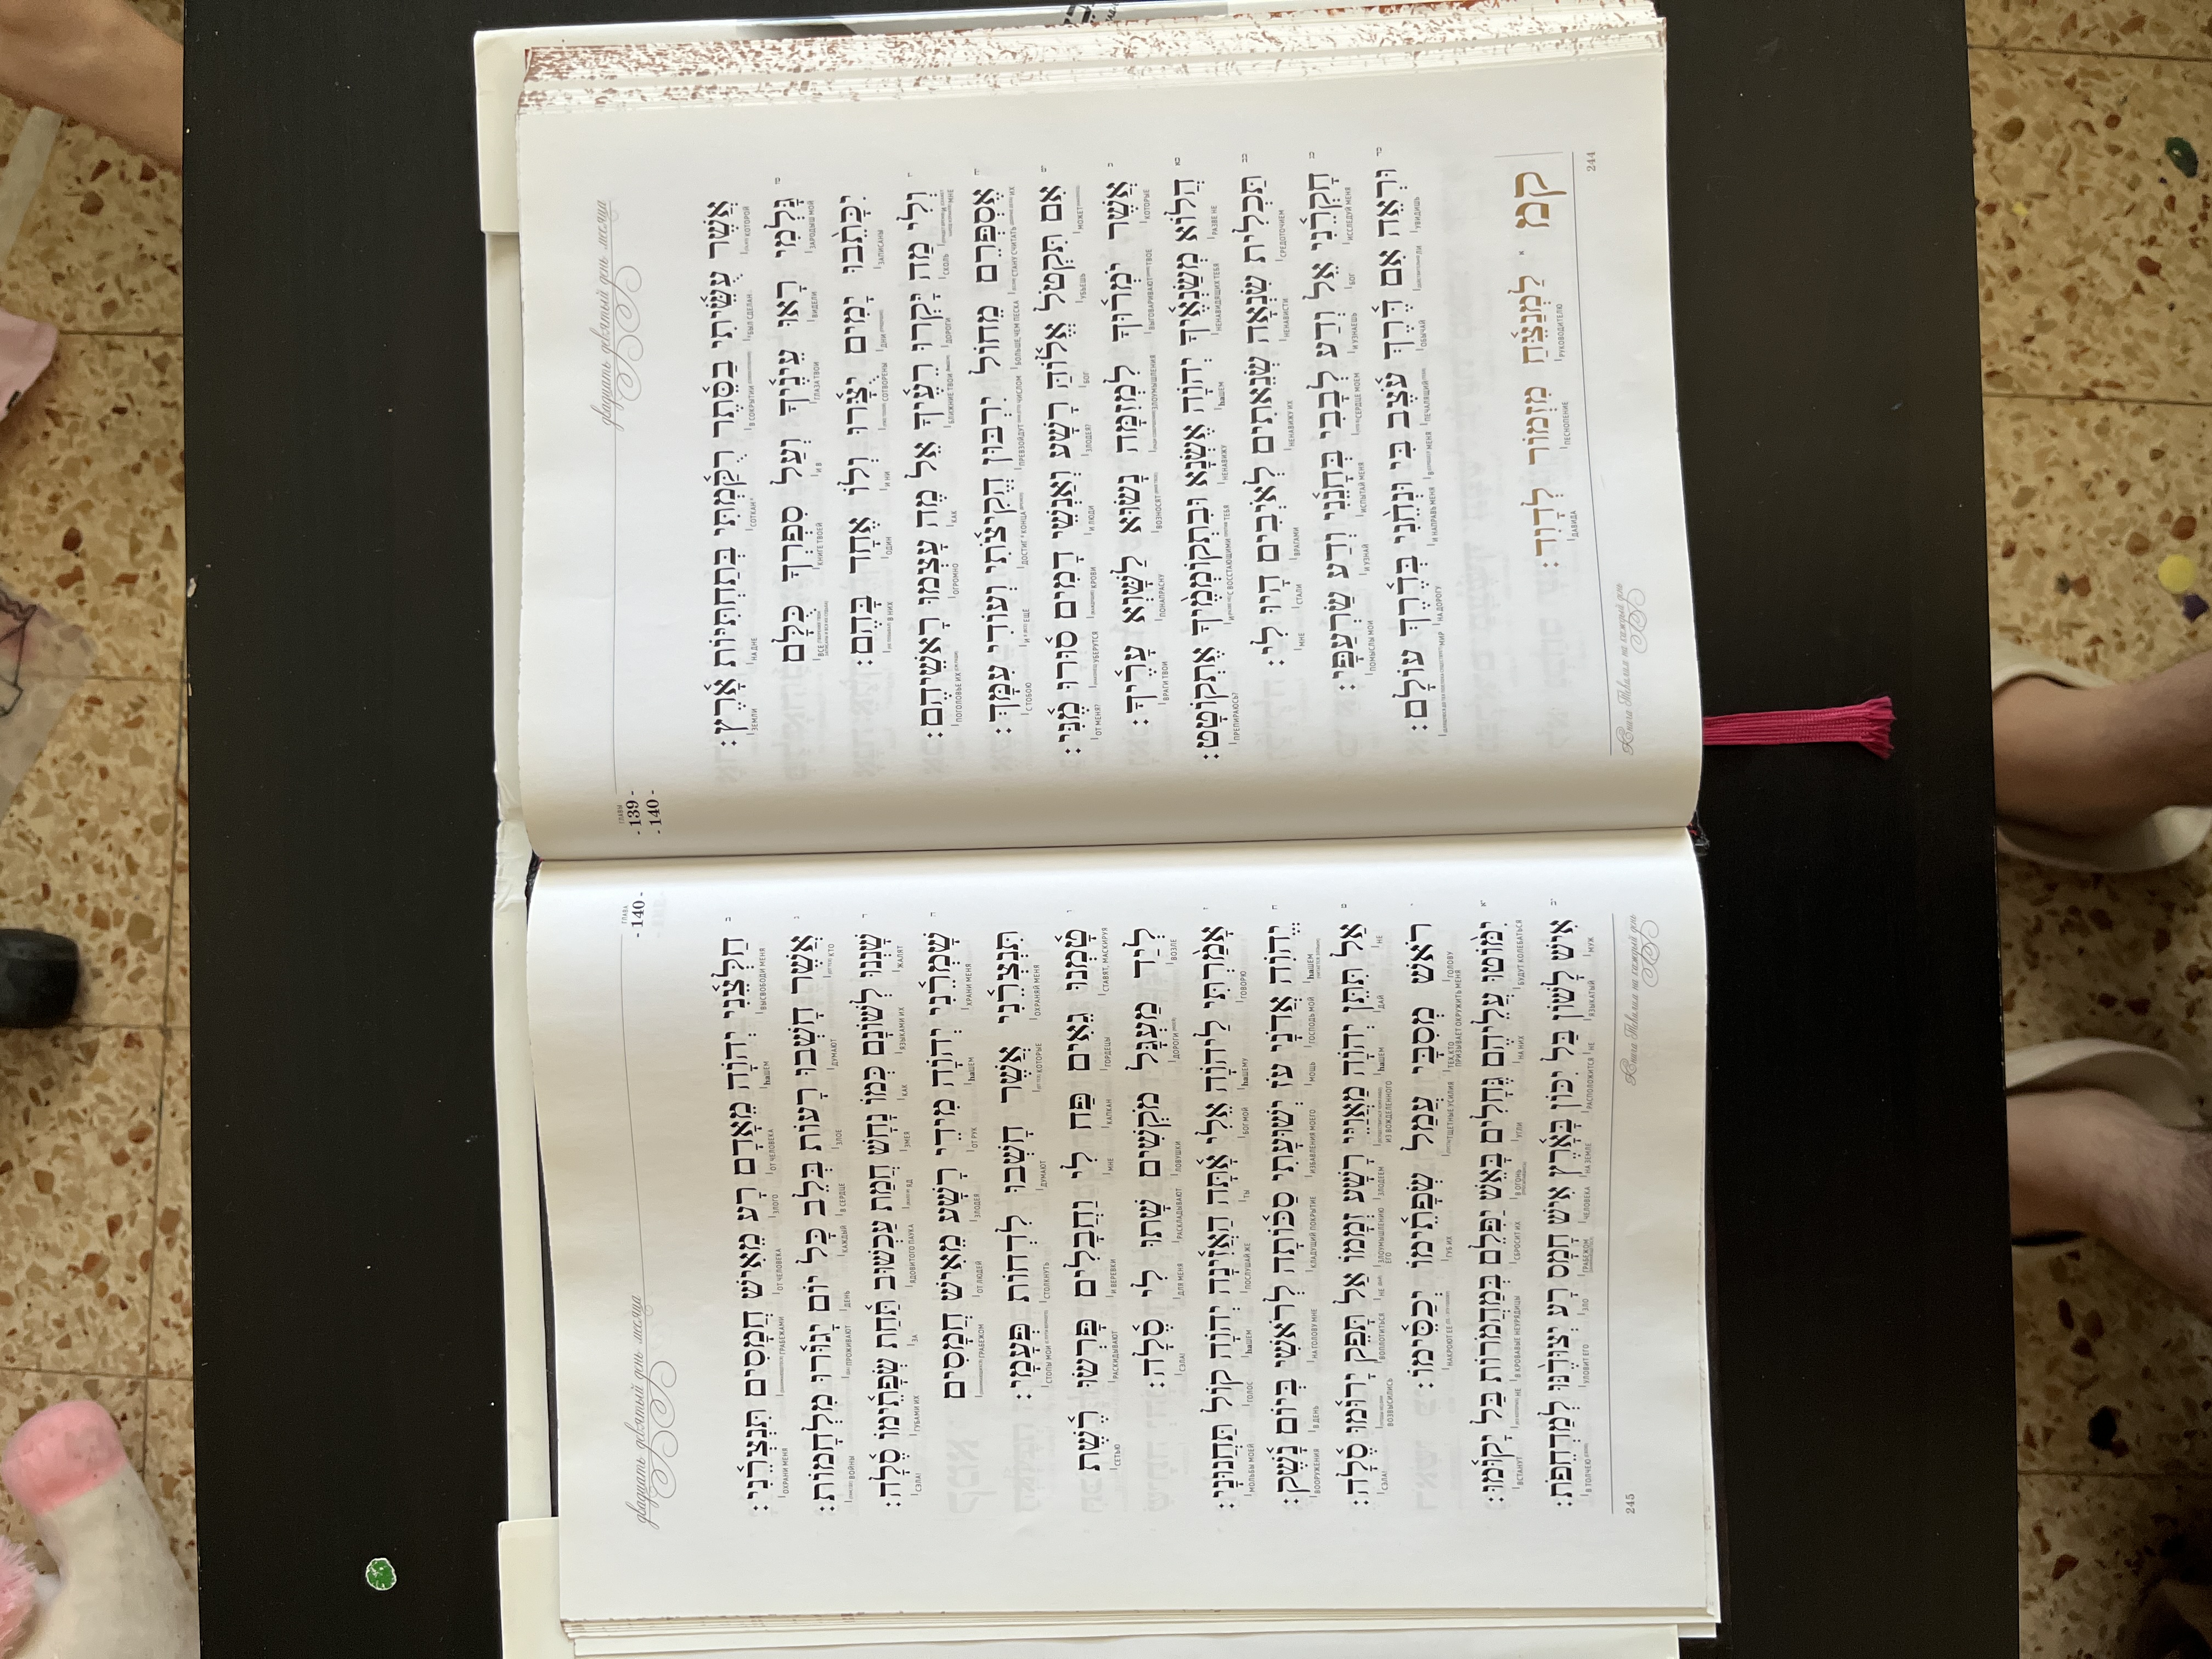 двадцать девятый день месяца
ГЛАВЫ
- 139 -
- 140 -
אֲשֶׁר עֻשֵּׂיתִי בַסֵּתֶר רֻקַּמְתִּי בְּתַחְתִּיּוֹת אָרֶץ:
КОТОРОЙ БЫЛ СДЕЛАН В СОКРЫТИИ СОТКАН НА ДНЕ ЗЕМЛИ
גָּלְמִי רָאוּ עֵינֶיךָ וְעַל סִפְרְךָ כֻּלָּם
ЗАРОДЫШ МОЙ ВИДЕЛИ ГЛАЗА ТВОИ И В КНИГЕ ТВОЕЙ ВСЕ
יִכָּתֵבוּ יָמִים יֻצָּרוּ וְלוֹ אֶחָד בָּהֶם:
ЗАПИСАНЫ ДНИ СОТВОРЕНЫ И НИ ОДИН В НИХ
וְלִי מַה יָּקְרוּ רֵעֶיךָ אֵל מֶה עָצְמוּ רָאשֵׁיהֶם:
МНЕ СКОЛЬ ДОРОГИ БЛИЖНИЕ ТВОИ КАК ОГРОМНО ПОГОЛОВЬЕ ИХ
אֶסְפְּרֵם מֵחוֹל יִרְבּוּן הֱקִיצֹתִי וְעוֹדִי עִמָּךְ:
СТАНУ СЧИТАТЬ ИХ БОЛЬШЕ, ЧЕМ ПЕСКА ПРЕВЗОЙДУТ ЧИСЛОМ ДОСТИГ КОНЦА И ЕЩЁ С ТОБОЮ
אִם תִּקְטֹל אֱלוֹהַּ רָשָׁע וְאַנְשֵׁי דָמִים סוּרוּ מֶנִּי:
МОЖЕТ УБЬЕШЬ БОГ ЗЛОДЕЯ? И ЛЮДИ КРОВИ УБЕРУТСЯ ОТ МЕНЯ?
אֲשֶׁר יֹמְרוּךָ לִמְזִמָּה נָשׂוּא לַשָּׁוְא עָרֶיךָ:
КОТОРЫЕ ВЫГОВАРИВАЮТ ТВОЕ ЗЛОУМЫШЛЕНИЯ ВОЗНОСЯТ ПОНАПРАСНУ ВРАГИ ТВОИ
הֲלוֹא מְשַׂנְאֶיךָ יְהוָֹה אֶשְׂנָא וּבִתְקוֹמְמֶיךָ אֶתְקוֹטָט:
РАЗВЕ НЕ НЕНАВИДЯЩИХ ТЕБЯ hаШЕМ НЕНАВИЖУ С ВОССТАЮЩИМИ ТЕБЯ ПРЕПИРАЮСЬ?
תַּכְלִית שִׂנְאָה שְׂנֵאתִים לְאֹיְבִים הָיוּ לִי:
СРЕДОТОЧИЕМ НЕНАВИСТИ НЕНАВИЖУ ИХ ВРАГАМИ СТАЛИ МНЕ
חָקְרֵנִי אֵל וְדַע לְבָבִי בְּחָנֵנִי וְדַע שַׂרְעַפָּי:
ИССЛЕДУЙ МЕНЯ БОГ И УЗНАЕШЬ СЕРДЦЕ МОЕМ ИСПЫТАЙ МЕНЯ И УЗНАЙ ПОМЫСЛЫ МОИ
וּרְאֵה אִם דֶּרֶךְ עֹצֶב בִּי וּנְחֵנִי בְּדֶרֶךְ עוֹלָם:
УВИДИШЬ ЛИ ОБЫЧАЙ ПЕЧАЛЯЩИЙ В МЕНЯ И НАПРАВЬ МЕНЯ НА ДОРОГУ МИР
קמ א לַמְנַצֵּחַ מִזְמוֹר לְדָוִד:
РУКОВОДИТЕЛЮ ПЕСНОПЕНИЕ ДАВИДА
244
Книга Теhилим на каждый день
двадцать девятый день месяца
ГЛАВА
- 140 -
חַלְּצֵנִי יְהוָֹה מֵאָדָם רָע מֵאִישׁ חֲמָסִים תִּנְצְרֵנִי:
ВЫСВОБОДИ МЕНЯ hаШЕМ ОТ ЧЕЛОВЕКА ЗЛОГО ОТ ЧЕЛОВЕКА ГРАБЕЖАМИ ОХРАНИ МЕНЯ
אֲשֶׁר חָשְׁבוּ רָעוֹת בְּלֵב כָּל יוֹם יָגוּרוּ מִלְחָמוֹת:
КТО ДУМАЮТ ЗЛОЕ В СЕРДЦЕ КАЖДЫЙ ДЕНЬ ПРОЖИВАЮТ ВОЙНЫ
שָׁנְנוּ לְשׁוֹנָם כְּמוֹ נָחָשׁ חֲמַת עַכְשׁוּב תַּחַת שְׂפָתֵימוֹ סֶלָה:
ЖАЛЯТ ЯЗЫКАМИ ИХ КАК ЗМЕЯ ЯД ЯДОВИТОГО ПАУКА ЗА ГУБАМИ ИХ СЭЛА!
שָׁמְרֵנִי יְהוָֹה מִידֵי רָשָׁע מֵאִישׁ חֲמָסִים
ХРАНИ МЕНЯ hаШЕМ ОТ РУК ЗЛОДЕЯ ОТ ЛЮДЕЙ ГРАБЕЖОМ
תִּנְצְרֵנִי אֲשֶׁר חָשְׁבוּ לִדְחוֹת פְּעָמָי:
ОХРАНЯЙ МЕНЯ КОТОРЫЕ ДУМАЮТ СТОЛКНУТЬ СТОПЫ МОИ
טָמְנוּ גֵאִים פַּח לִי וַחֲבָלִים פָּרְשׂוּ רֶשֶׁת
СТАВЯТ, МАСКИРУЯ ГОРДЕЦЫ КАПКАН МНЕ И ВЕРЕВКИ РАСКИДЫВАЮТ СЕТЬЮ
לְיַד מַעְגָּל מֹקְשִׁים שָׁתוּ לִי סֶלָה:
ВОЗЛЕ ДОРОГИ ЛОВУШКИ РАСКЛАДЫВАЮТ ДЛЯ МЕНЯ СЭЛА!
אָמַרְתִּי לַיהוָֹה אֵלִי אָתָּה הַאֲזִינָה יְהוָֹה קוֹל תַּחֲנוּנָי:
ГОВОРЮ hаШЕМУ БОГ МОЙ ТЫ ПОСЛУШАЙ ЖЕ hаШЕМ ГОЛОС МОЛЬБЫ МОЕЙ
יֱהוִֹה אֲדֹנָי עֹז יְשׁוּעָתִי סַכּוֹתָה לְרֹאשִׁי בְּיוֹם נָשֶׁק:
hаШЕМ ГОСПОДЬ МОЙ МОЩЬ ИЗБАВЛЕНИЯ МОЕГО КЛАДУЩИЙ ПОКРЫТИЕ НА ГОЛОВУ МНЕ В ДЕНЬ ВООРУЖЕНИЯ
אַל תִּתֵּן יְהוָֹה מַאֲוַיֵּי רָשָׁע זְמָמוֹ אַל תָּפֵק יָרוּמוּ סֶלָה:
НЕ ДАЙ hаШЕМ ИЗ ВОЖДЕЛЕННОГО ЗЛОДЕЕМ ЗЛОУМЫШЛЕНИЮ ЕГО НЕ ВОПЛОТИТЬСЯ ВОЗВЫСИЛИСЬ СЭЛА!
רֹאשׁ מְסִבָּי עֲמַל שְׂפָתֵימוֹ יְכַסֵּימוֹ:
ГОЛОВУ ТЕХ, КТО ПРИЗЫВАЕТ ОКРУЖИТЬ МЕНЯ ТЩЕТНЫЕ УСИЛИЯ ГУБ ИХ НАКРОЮТ ЕЕ
יִמּוֹטוּ עֲלֵיהֶם גֶּחָלִים בָּאֵשׁ יַפִּלֵם בְּמַהֲמֹרוֹת בַּל יָקוּמוּ:
БУДУТ КОЛЕБАТЬСЯ НА НИХ УГЛИ В ОГОНЬ СБРОСИТ ИХ В КРОВАВЫЕ НЕУРЯДИЦЫ НЕ ВСТАНУТ
אִישׁ לָשׁוֹן בַּל יִכּוֹן בָּאָרֶץ אִישׁ חָמָס רָע יְצוּדֶנּוּ לְמַדְחֵפֹת:
МУЖ ЯЗЫКАТЫЙ НЕ РАСПОЛОЖИТСЯ НА ЗЕМЛЕ ЧЕЛОВЕКА ГРАБЕЖОМ ЗЛО УЛОВИТ ЕГО В ТОЛЧЕЮ
Книга Теhилим на каждый день
245